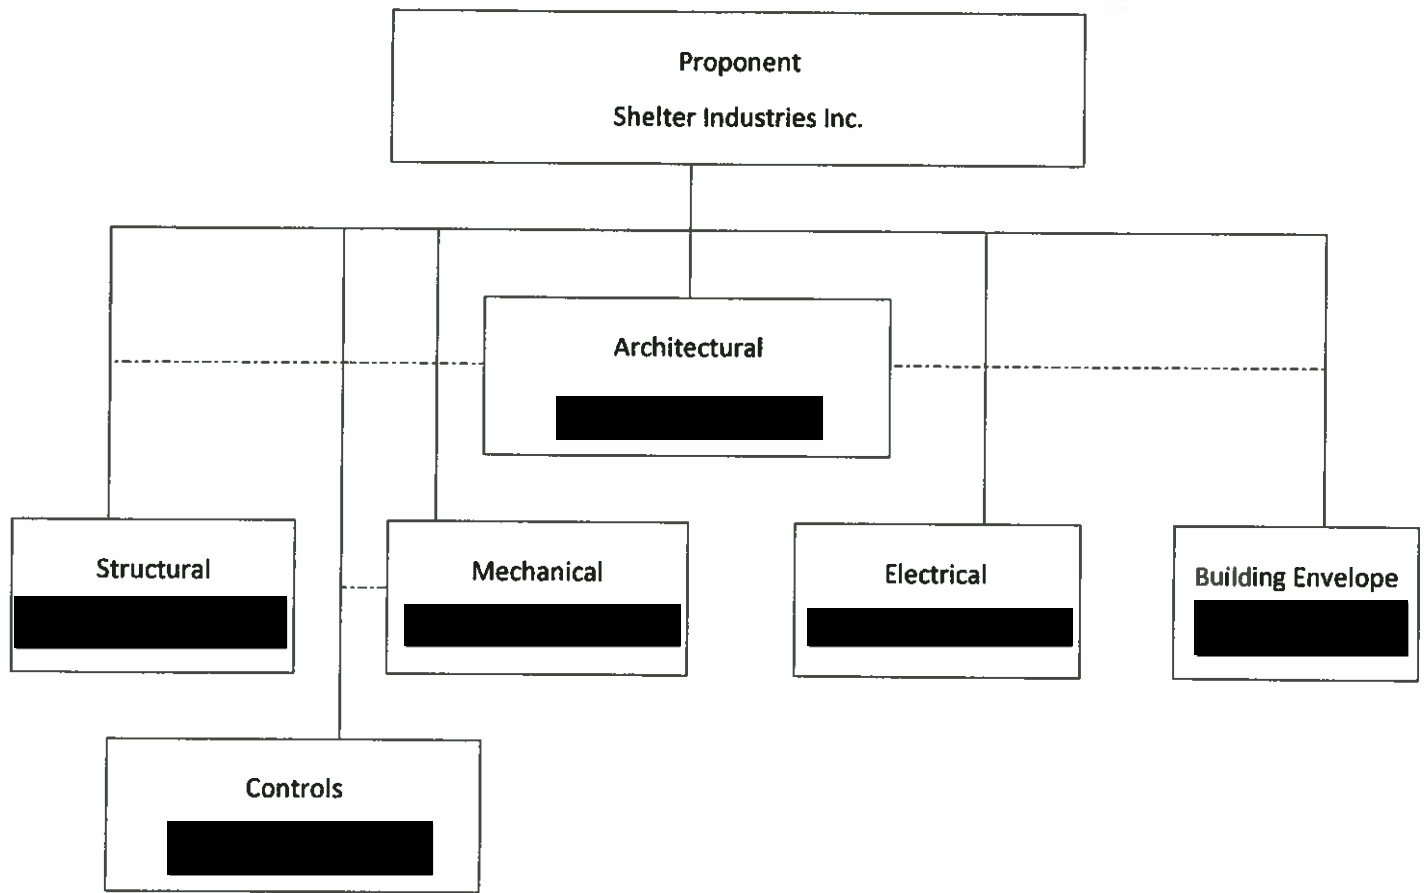 Proponent
Shelter Industries Inc.
Architectural
Structural
Mechanical
Electrical
Building Envelope
Controls